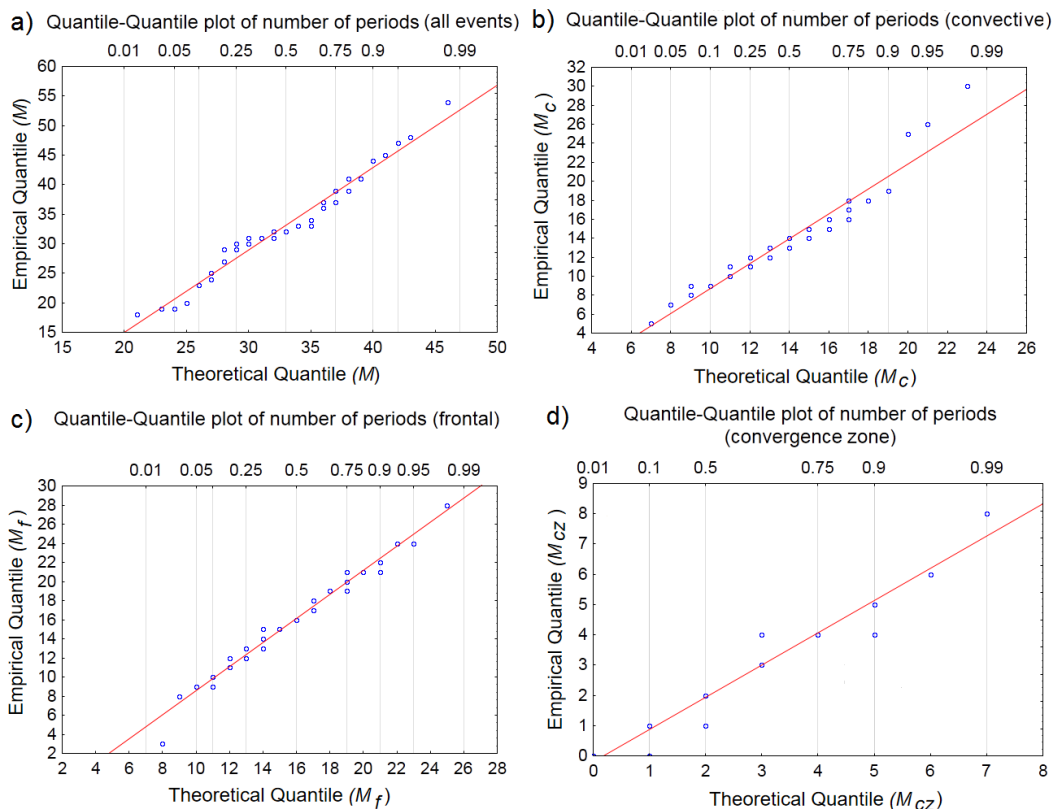 a) Quantile-Quantile plot of number of periods (all events)
0.01 0.05 0.25 0.5 0.75 0.9 0.99
60
55
50
45
40
35
30
25
20
15
Empirical Quantile (M)
15 20 25 30 35 40 45 50
Theoretical Quantile (M)
b) Quantile-Quantile plot of number of periods (convective)
0.01 0.05 0.1 0.25 0.5 0.75 0.9 0.95 0.99
32
30
28
26
24
22
20
18
16
14
12
10
8
6
4
Empirical Quantile (Mc)
4 6 8 10 12 14 16 18 20 22 24 26
Theoretical Quantile (Mc)
c) Quantile-Quantile plot of number of periods (frontal)
0.01 0.05 0.25 0.5 0.75 0.9 0.95 0.99
30
28
26
24
22
20
18
16
14
12
10
8
6
4
2
Empirical Quantile (Mf)
2 4 6 8 10 12 14 16 18 20 22 24 26 28
Theoretical Quantile (Mf)
d) Quantile-Quantile plot of number of periods
(convergence zone)
0.01 0.1 0.5 0.75 0.9 0.99
9
8
7
6
5
4
3
2
1
0
Empirical Quantile (Mcz)
0 1 2 3 4 5 6 7 8
Theoretical Quantile (Mcz)